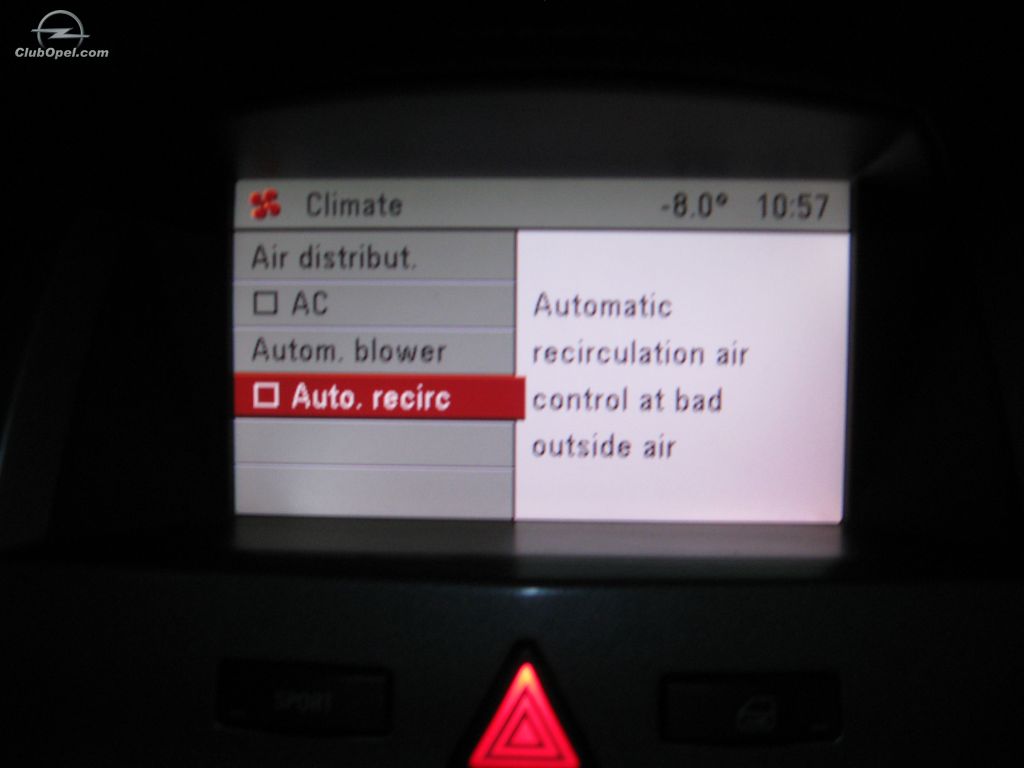 ClubOpel.com
Climate -8.0° 10:57
Air distribut.
AC
Autom. blower
Auto. recirc
Automatic
recirculation air
control at bad
outside air
SPORT